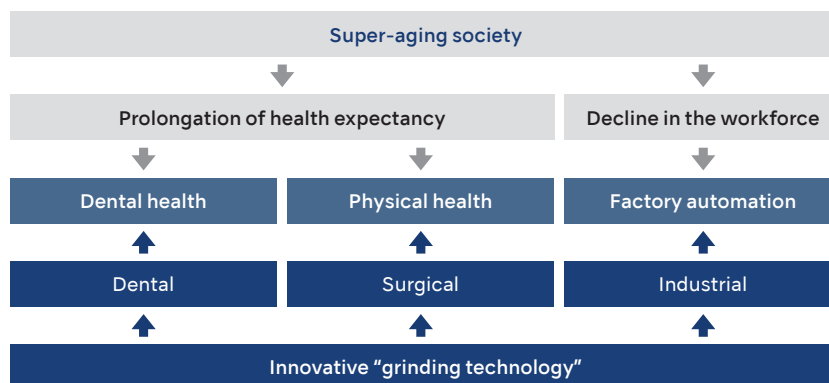 Super-aging society
Prolongation of health expectancy
Decline in the workforce
Dental health
Physical health
Factory automation
Dental
Surgical
Industrial
Innovative “grinding technology”